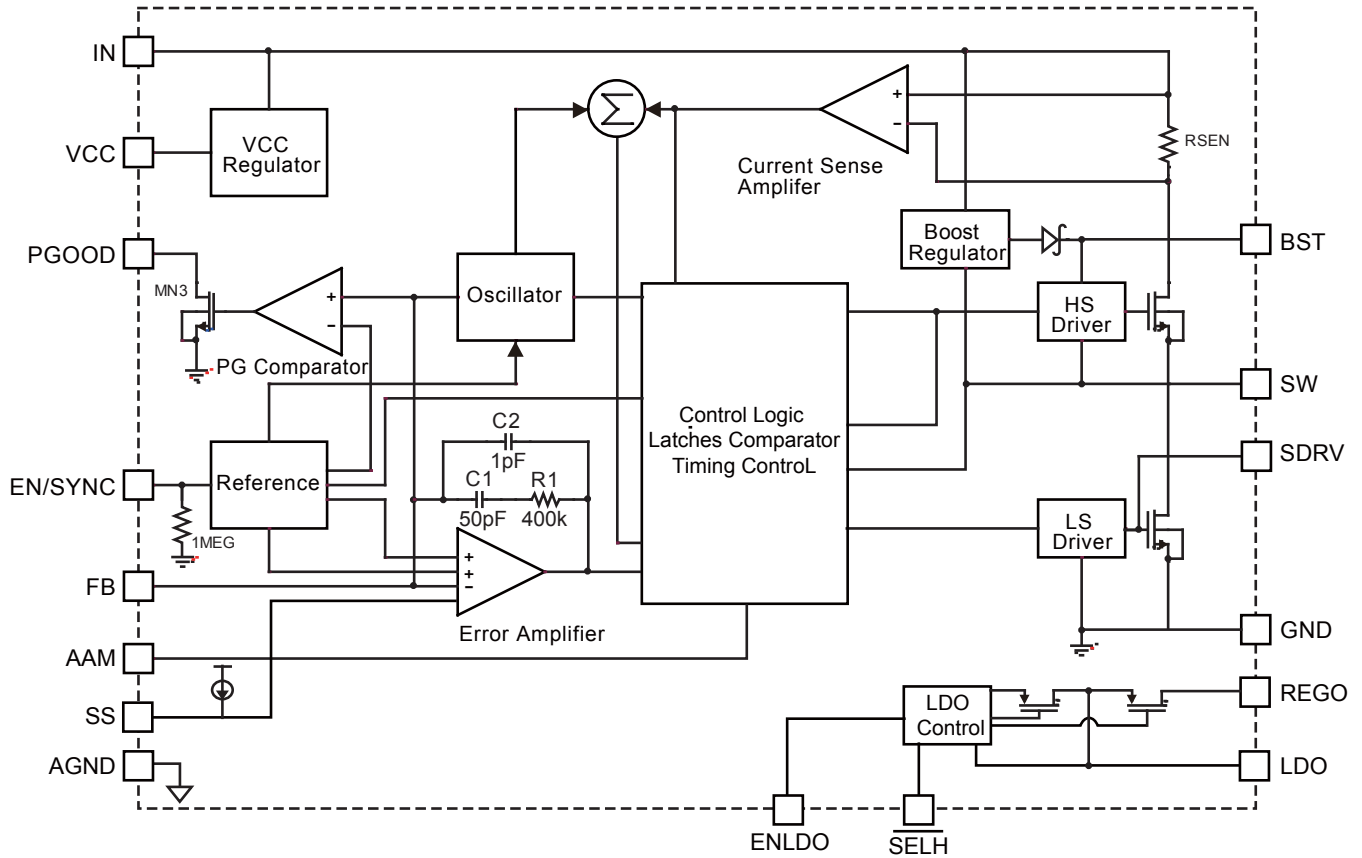 IN
VCC
VCC
Regulator
Σ
+
−
Current Sense
Amplifer
RSEN
Boost
Regulator
BST
PGOOD
MN3
+
−
PG Comparator
Oscillator
HS
Driver
SW
Control Logic
Latches Comparator
Timing ControL
SDRV
EN/SYNC
Reference
1MEG
C2
1pF
C1
R1
50pF
400k
LS
Driver
FB
+
+
−
Error Amplifier
GND
AAM
SS
AGND
LDO
Control
REGO
LDO
ENLDO
SELH